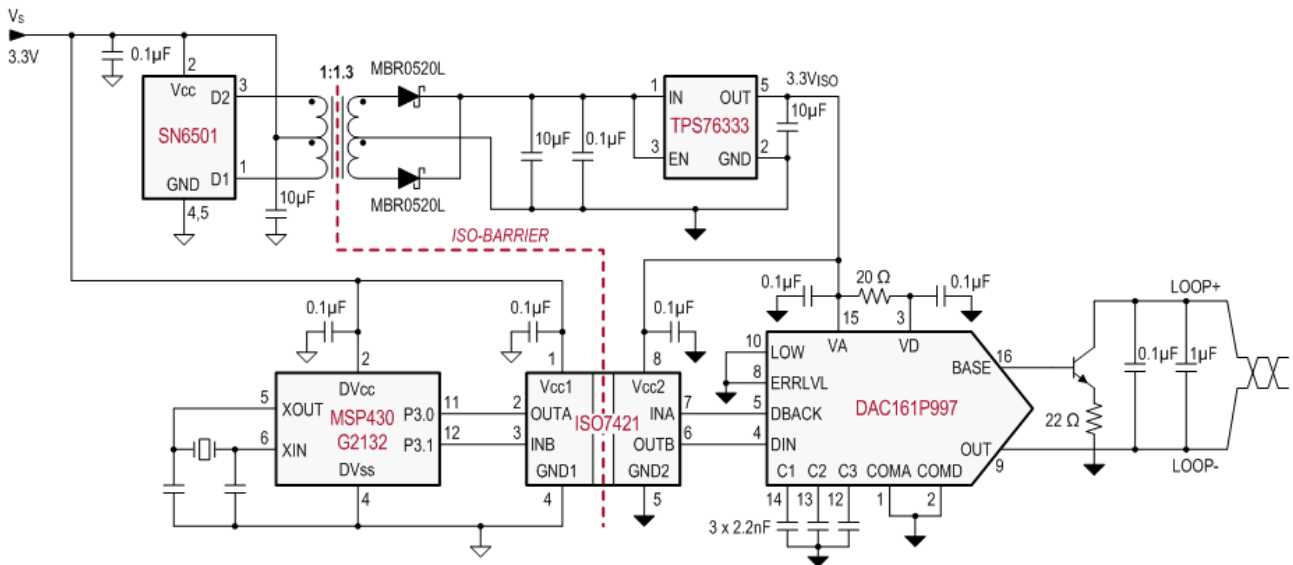 VS
3.3V
0.1µF
2
Vcc
3
D2
SN6501
1
D1
GND
4,5
10µF
1:1.3
MBR0520L
MBR0520L
ISO-BARRIER
10µF
0.1µF
1
IN
OUT
5
TPS76333
3
EN
GND
2
3.3VISO
10µF
0.1µF
20 Ω
0.1µF
0.1µF
0.1µF
0.1µF
2
DVcc
5
XOUT
MSP430
G2132
6
XIN
P3.0
11
P3.1
12
DVss
4
1
8
Vcc1
Vcc2
2
OUTA
INA
7
ISO7421
3
INB
OUTB
6
GND1
GND2
4
5
15
3
VA
VD
10
LOW
8
ERRLVL
5
DBACK
4
DIN
DAC161P997
BASE
16
OUT
9
C1
C2
C3
COMA
COMD
14
13
12
1
2
3 x 2.2nF
22 Ω
0.1µF
1µF
LOOP+
LOOP-